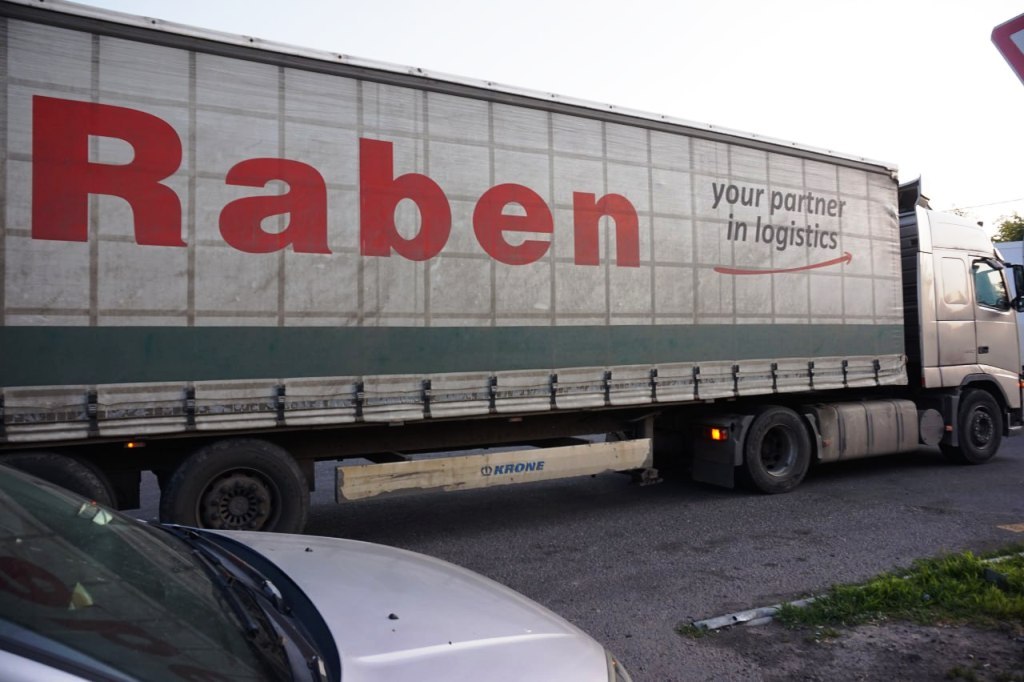 Raben
your partner
in logistics
KRONE